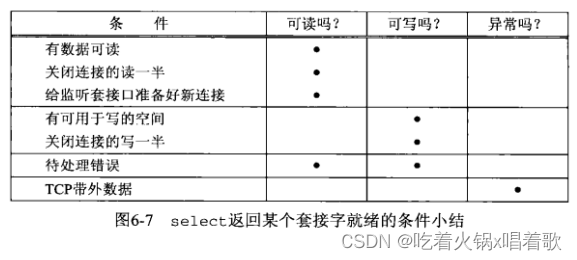 条 件 可读吗? 可写吗? 异常吗?
有数据可读 •
关闭连接的读一半 •
给监听套接口准备好新连接 •
有可用于写的空间 •
关闭连接的写一半 •
待处理错误 • •
TCP带外数据 •
图6-7 select返回某个套接字就绪的条件小结
CSDN @吃着火锅x唱着歌